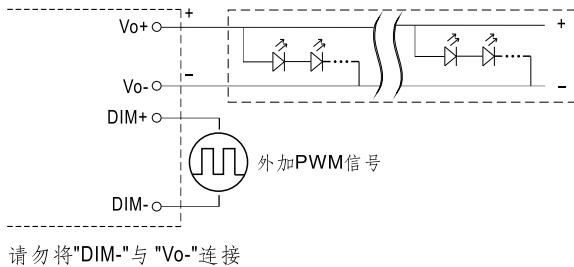 Vo+ + +
Vo- - -
DIM+
外加PWM信号
DIM-
请勿将"DIM-"与 "Vo-"连接